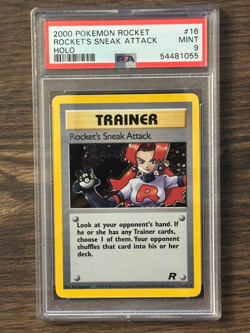 2000 POKEMON ROCKET #16
ROCKET'S SNEAK ATTACK MINT
HOLO 9
PSA 54481055
TRAINER
Rocket's Sneak Attack
R
Look at your opponent's hand. If
he or she has any Trainer cards,
choose 1 of them. Your opponent
shuffles that card into his or her
deck.
R